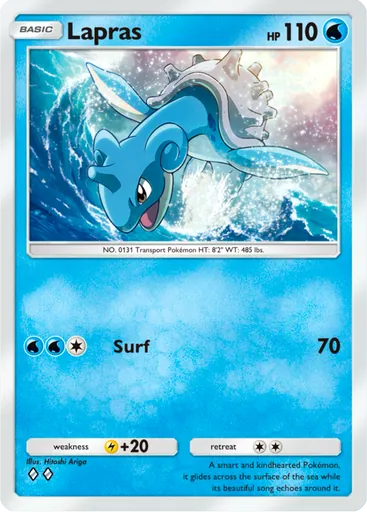 BASIC Lapras HP 110
NO. 0131 Transport Pokémon HT: 8'2" WT: 485 lbs.
Surf 70
weakness +20 retreat
Illus. Hitoshi Ariga
A smart and kindhearted Pokémon,
it glides across the surface of the sea while
its beautiful song echoes around it.